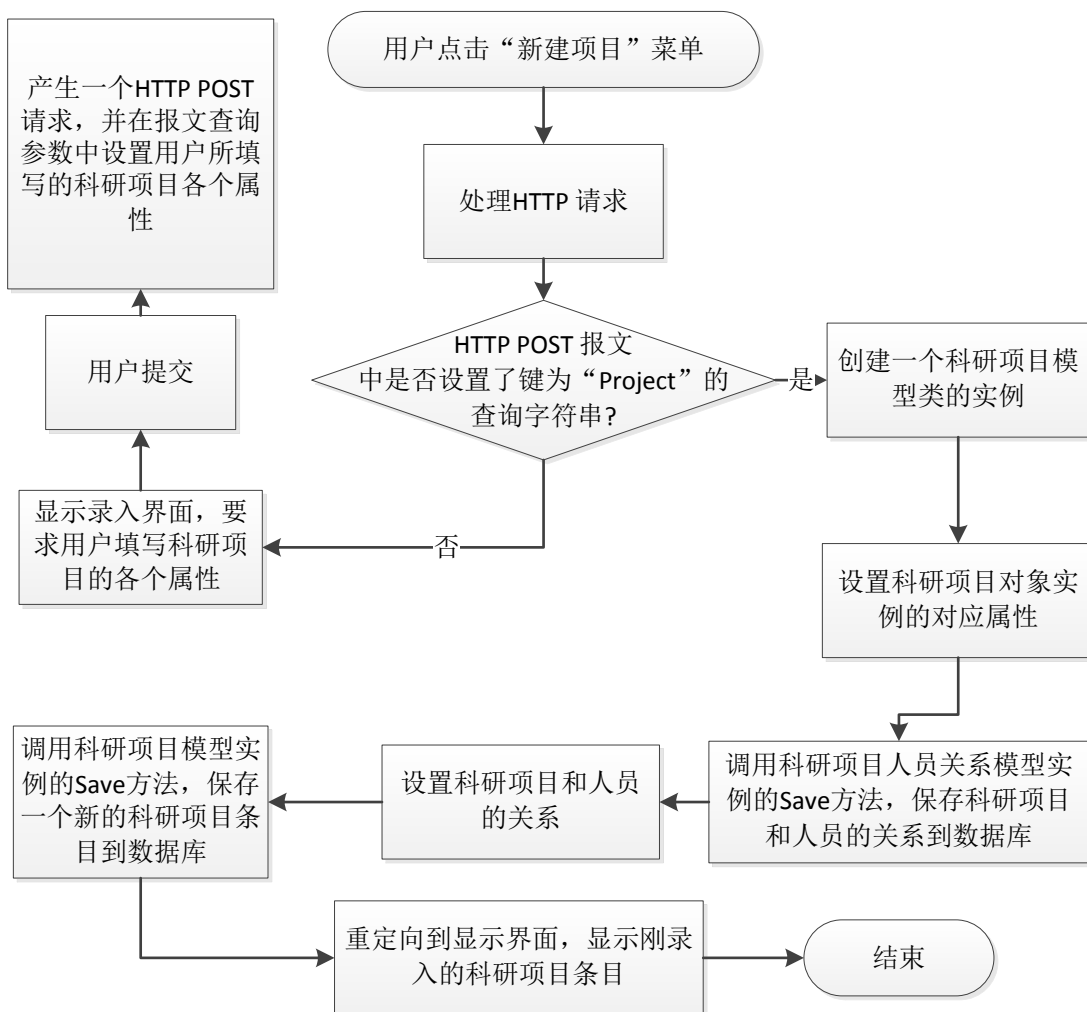 用户点击“新建项目”菜单
产生一个HTTP POST
请求，并在报文查询
参数中设置用户所填
写的科研项目各个属
性
处理HTTP 请求
HTTP POST 报文
中是否设置了键为“Project”的
查询字符串?
是
创建一个科研项目模
型类的实例
用户提交
显示录入界面，要
求用户填写科研项
目的各个属性
否
设置科研项目对象实
例的对应属性
调用科研项目人员关系模型实
例的Save方法，保存科研项目
和人员的关系到数据库
设置科研项目和人员
的关系
调用科研项目模型实
例的Save方法，保存
一个新的科研项目条
目到数据库
重定向到显示界面，显示刚录
入的科研项目条目
结束